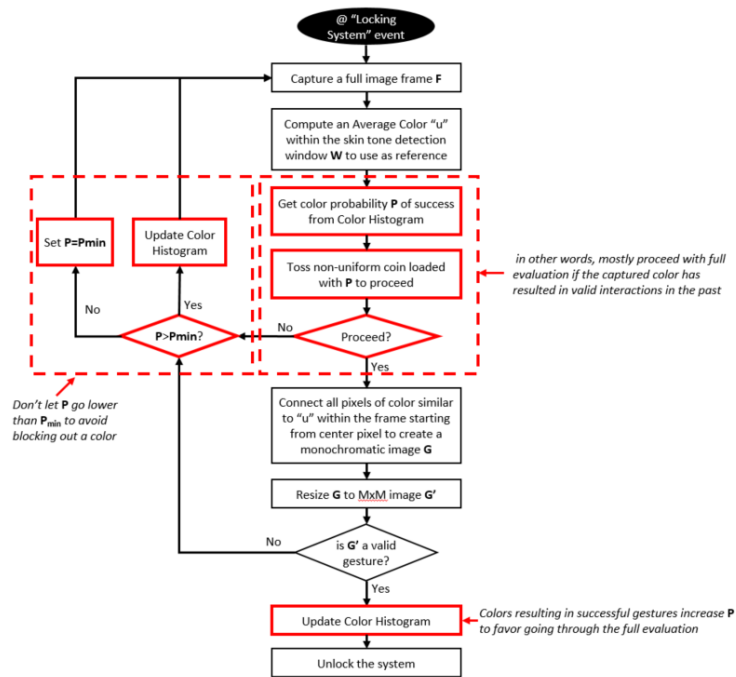 @ “Locking
System” event
Capture a full image frame F
Compute an Average Color “u”
within the skin tone detection
window W to use as reference
Get color probability P of success
from Color Histogram
Set P=Pmin
Update Color
Histogram
Toss non-uniform coin loaded
with P to proceed
in other words, mostly proceed with full
evaluation if the captured color has
resulted in valid interactions in the past
No
Yes
P>Pmin?
No
Proceed?
Yes
Don’t let P go lower
than Pmin to avoid
blocking out a color
Connect all pixels of color similar
to “u” within the frame starting
from center pixel to create a
monochromatic image G
Resize G to MxM image G’
No
is G’ a valid
gesture?
Yes
Update Color Histogram
Colors resulting in successful gestures increase P
to favor going through the full evaluation
Unlock the system